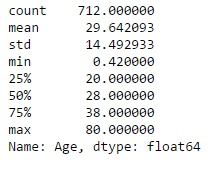 count 712.000000
mean 29.642093
std 14.492933
min 0.420000
25% 20.000000
50% 28.000000
75% 38.000000
max 80.000000
Name: Age, dtype: float64